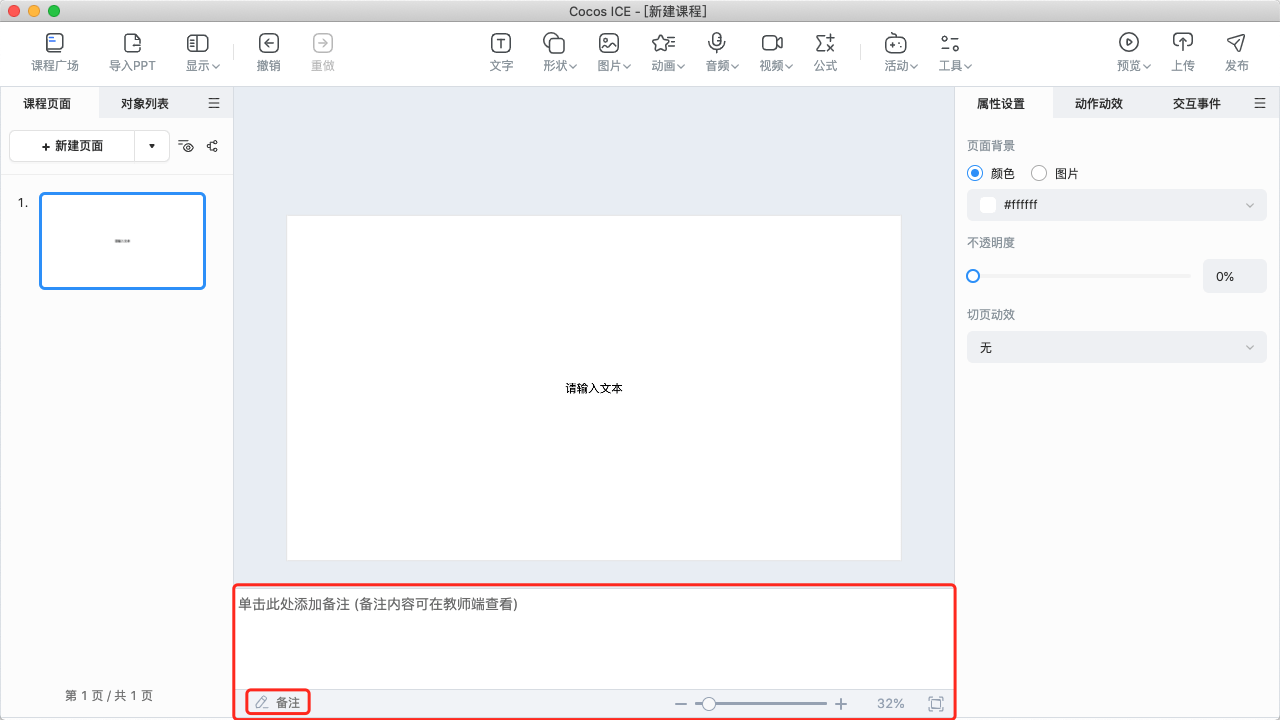 Cocos ICE - [新建课程]
课程广场 导入PPT 显示 撤销 重做 文字 形状 图片 动画 音频 视频 公式 活动 工具 预览 上传 发布
课程页面 对象列表
+ 新建页面
1.
请输入文本
单击此处添加备注 (备注内容可在教师端查看)
第 1 页 / 共 1 页
备注 32%
属性设置 动作动效 交互事件
页面背景
颜色 图片
#ffffff
不透明度
0%
切页动效
无